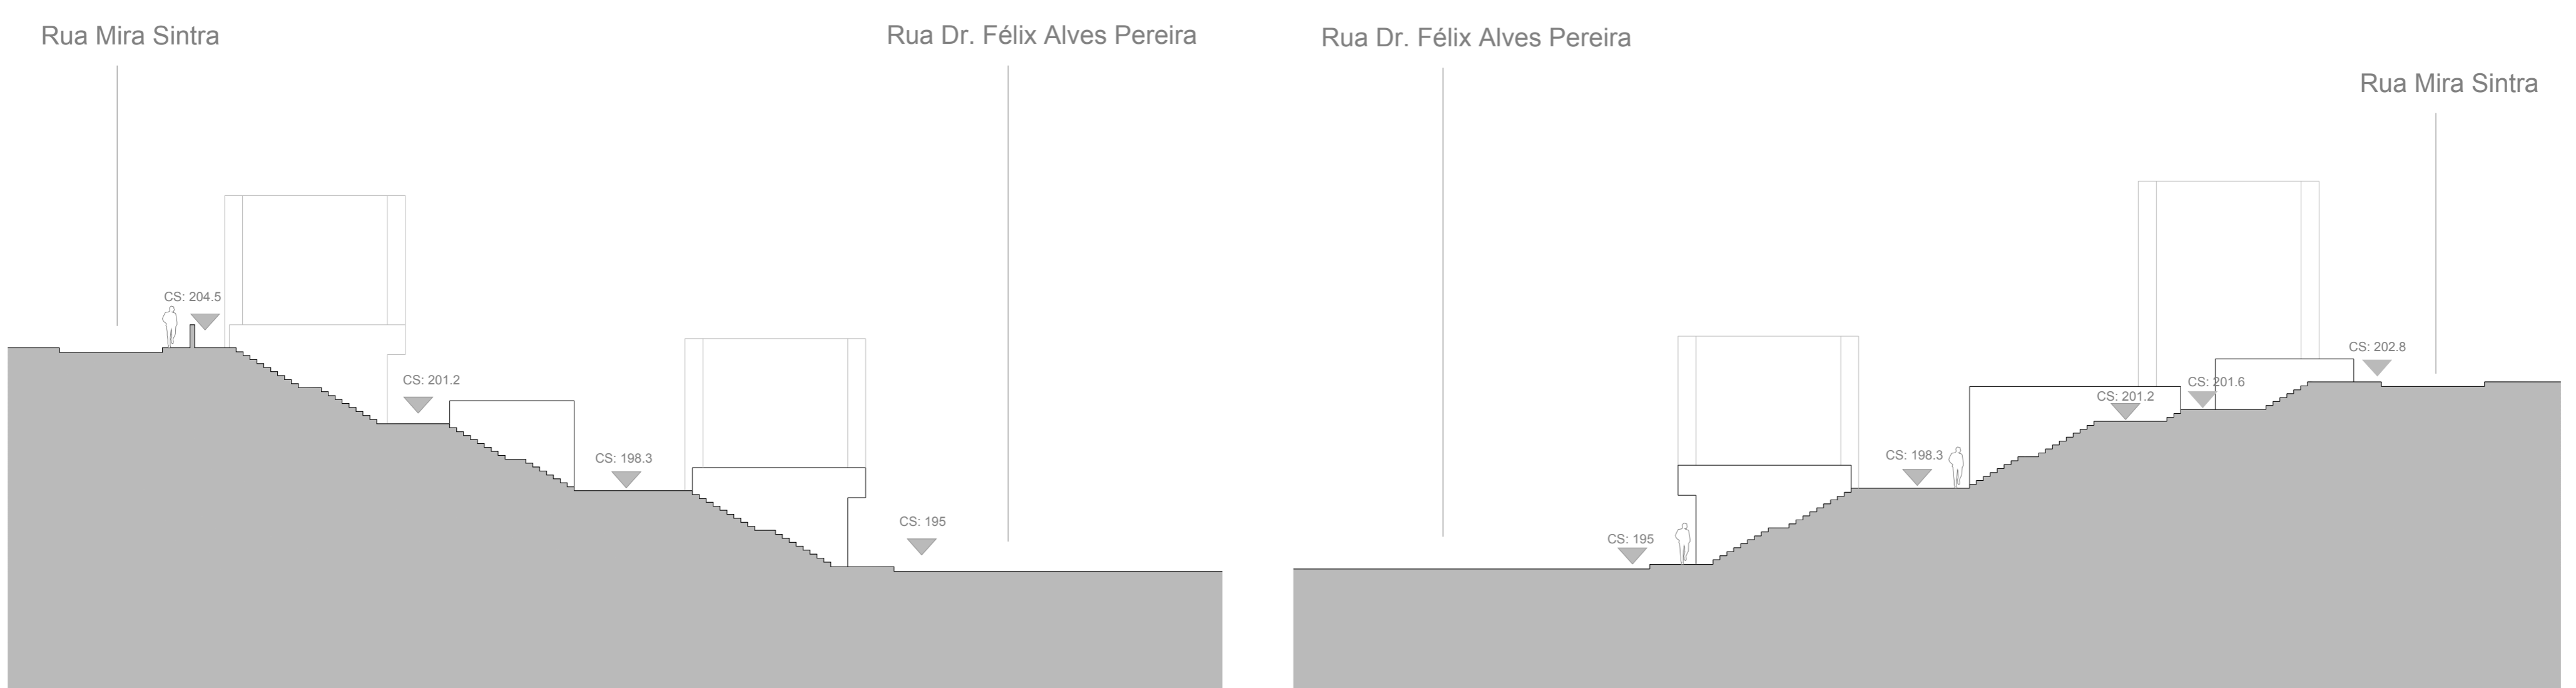 Rua Mira Sintra
Rua Dr. Félix Alves Pereira
CS: 204.5
CS: 201.2
CS: 198.3
CS: 195
Rua Dr. Félix Alves Pereira
Rua Mira Sintra
CS: 202.8
CS: 201.6
CS: 201.2
CS: 198.3
CS: 195